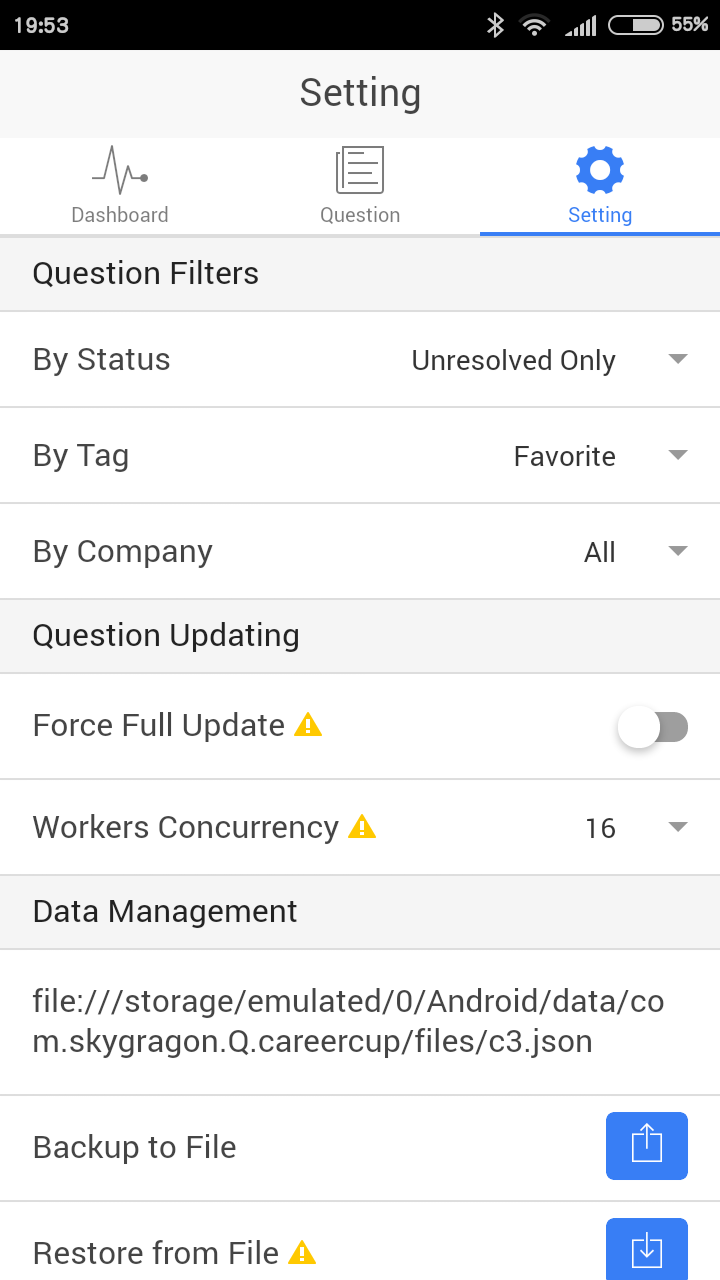 19:53
55%
Setting
Dashboard
Question
Setting
Question Filters
By Status
Unresolved Only
By Tag
Favorite
By Company
All
Question Updating
Force Full Update
Workers Concurrency
16
Data Management
file:///storage/emulated/0/Android/data/co
m.skygragon.Q.careercup/files/c3.json
Backup to File
Restore from File